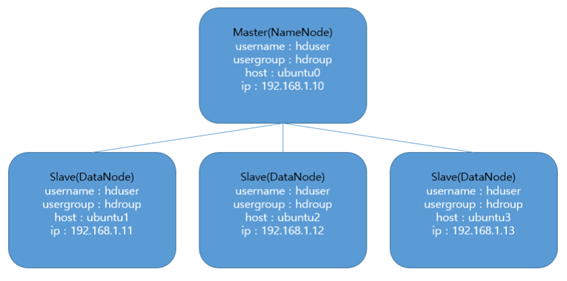 Master(NameNode)
username : hduser
usergroup : hdroup
host : ubuntu0
ip : 192.168.1.10
Slave(DataNode)
username : hduser
usergroup : hdroup
host : ubuntu1
ip : 192.168.1.11
Slave(DataNode)
username : hduser
usergroup : hdroup
host : ubuntu2
ip : 192.168.1.12
Slave(DataNode)
username : hduser
usergroup : hdroup
host : ubuntu3
ip : 192.168.1.13